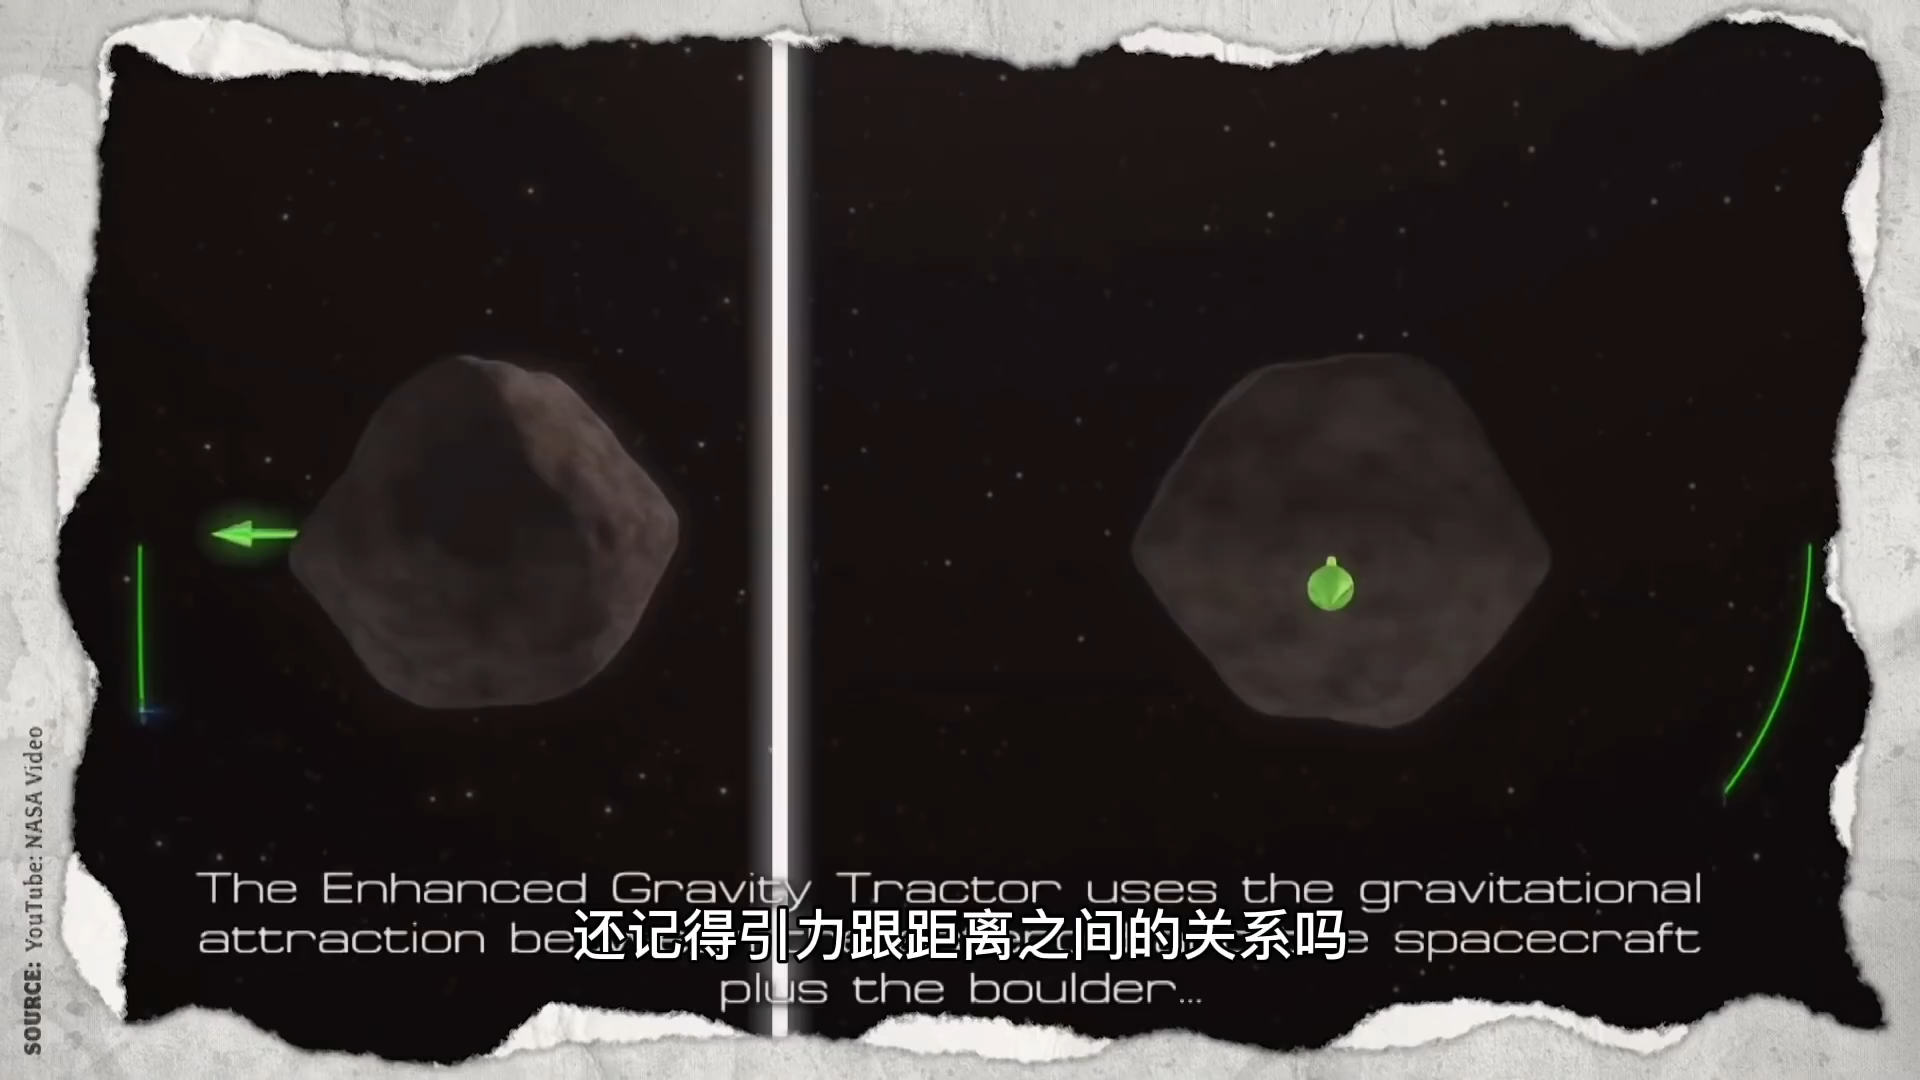 The Enhanced Gravity Tractor uses the gravitational
attraction spacecraft
还记得引力跟距离之间的关系吗
plus the boulder...
SOURCE: YouTube: NASA Video